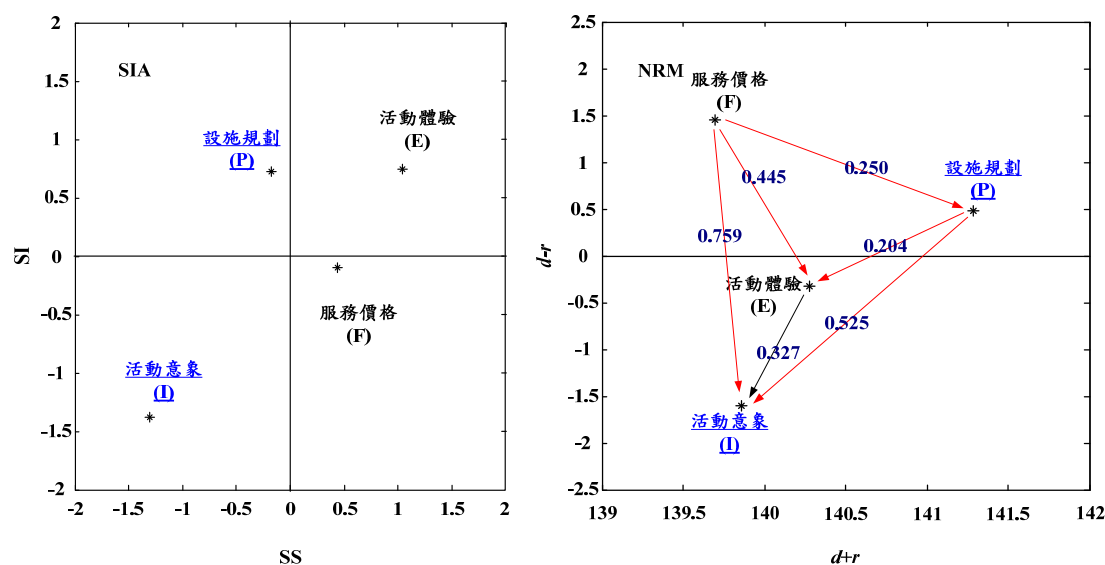 SIA
2
1.5
1
0.5
0
-0.5
-1
-1.5
-2
SI
設施規劃
(P)
活動體驗
(E)
服務價格
(F)
活動意象
(I)
-2
-1.5
-1
-0.5
0
0.5
1
1.5
2
SS
NRM
2.5
2
1.5
1
0.5
0
-0.5
-1
-1.5
-2
-2.5
d-r
服務價格
(F)
設施規劃
(P)
0.250
0.445
0.759
0.204
活動體驗
(E)
0.525
0.327
活動意象
(I)
139
139.5
140
140.5
141
141.5
142
d+r